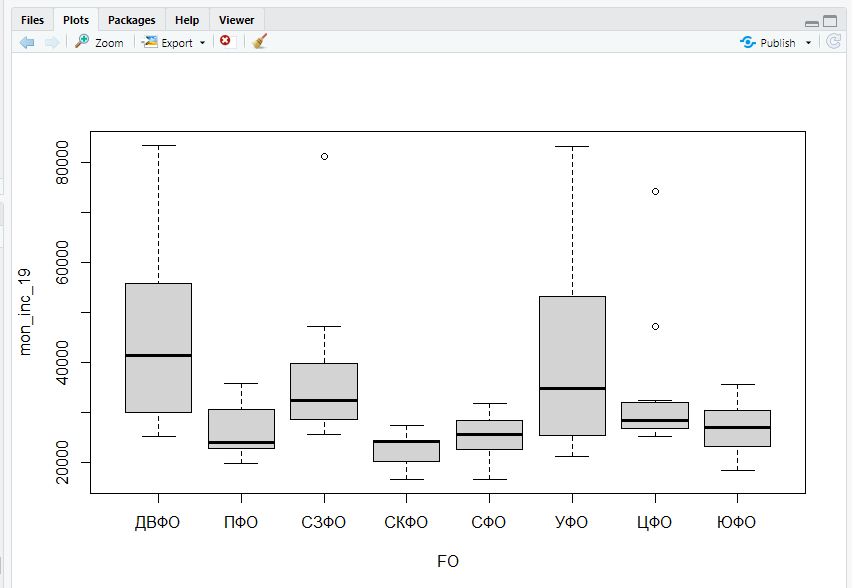 Files Plots Packages Help Viewer
Zoom Export Publish
80000
60000
40000
20000
mon_inc_19
ДВФО ПФО СЗФО СКФО СФО УФО ЦФО ЮФО
FO